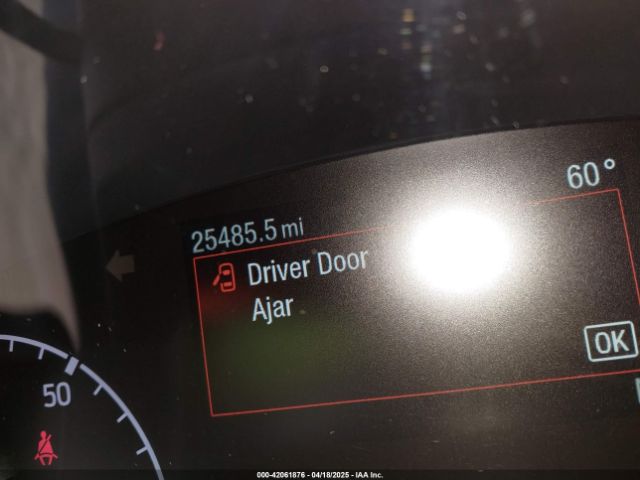 60°
25485.5 mi
Driver Door
Ajar
OK
50
000-42061876 - 04/18/2025 - IAA Inc.